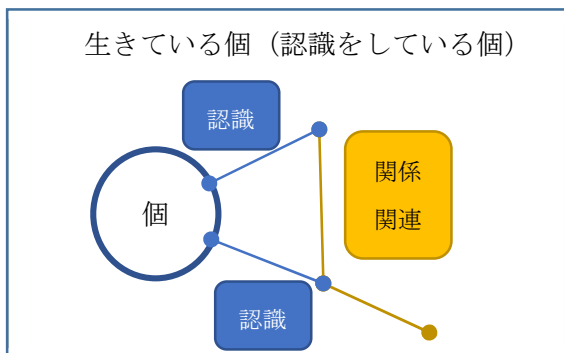 生きている個（認識をしている個）
認識
個
関係
関連
認識